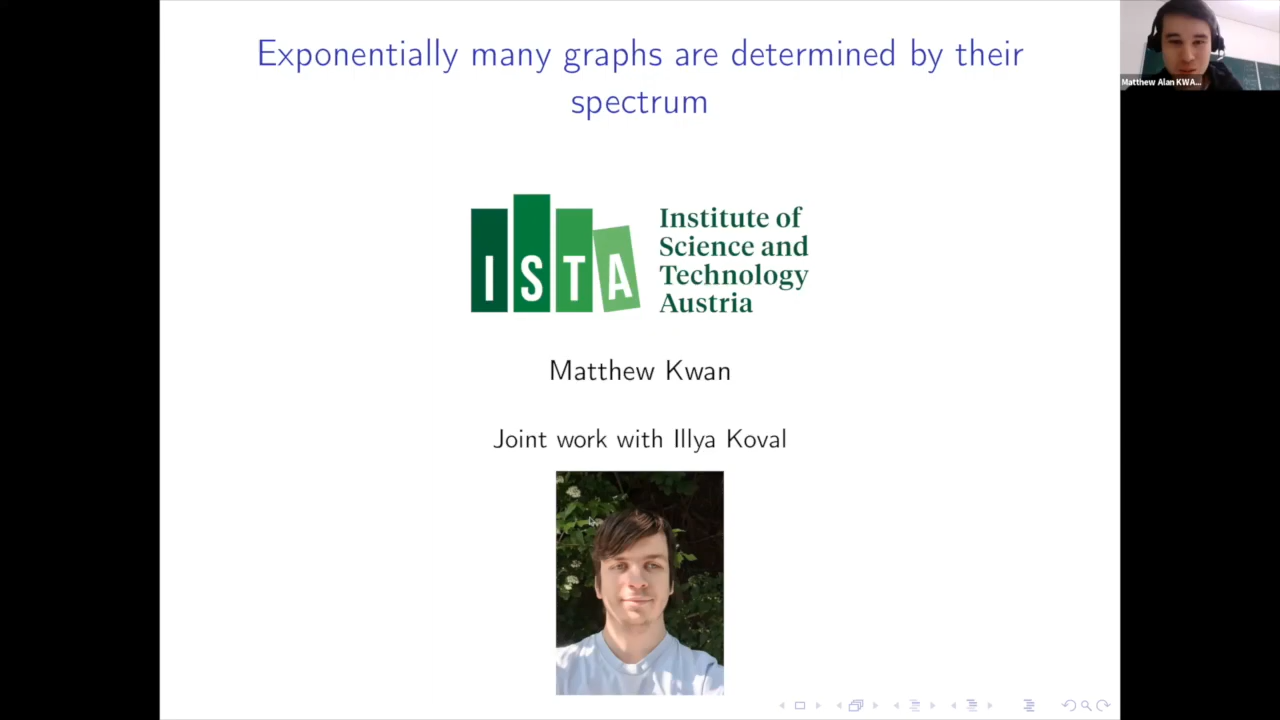 Exponentially many graphs are determined by their
spectrum
Matthew Alan KWA...
ISTA
Institute of
Science and
Technology
Austria
Matthew Kwan
Joint work with Illya Koval